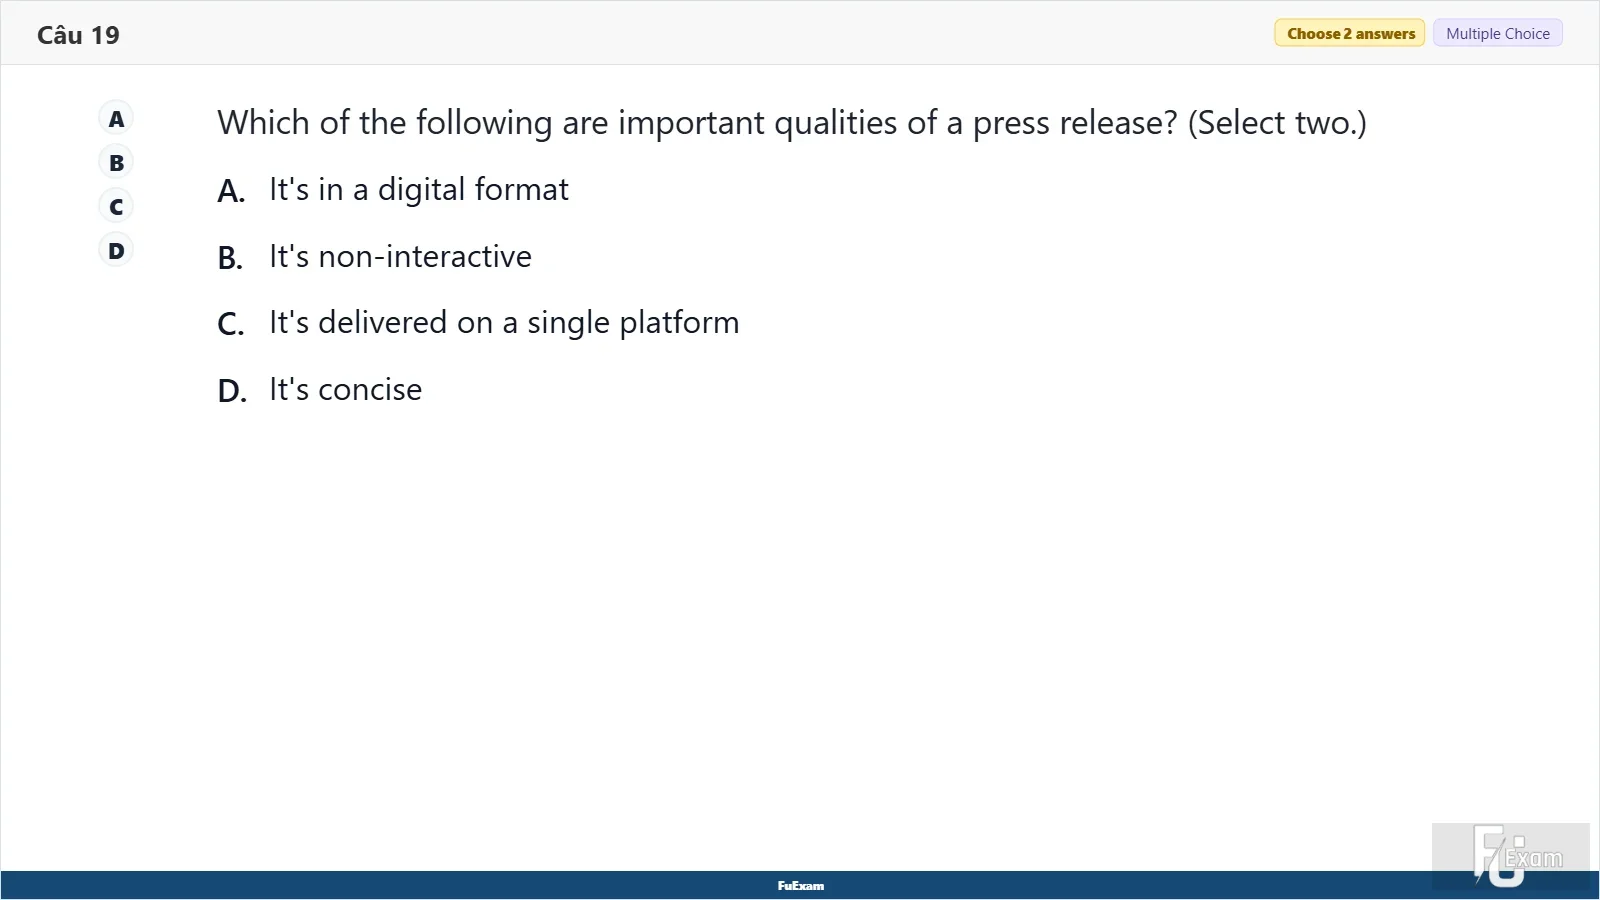 Câu 19
Choose 2 answers
Multiple Choice
A
B
C
D
Which of the following are important qualities of a press release? (Select two.)
A. It's in a digital format
B. It's non-interactive
C. It's delivered on a single platform
D. It's concise
FU Exam
FuExam